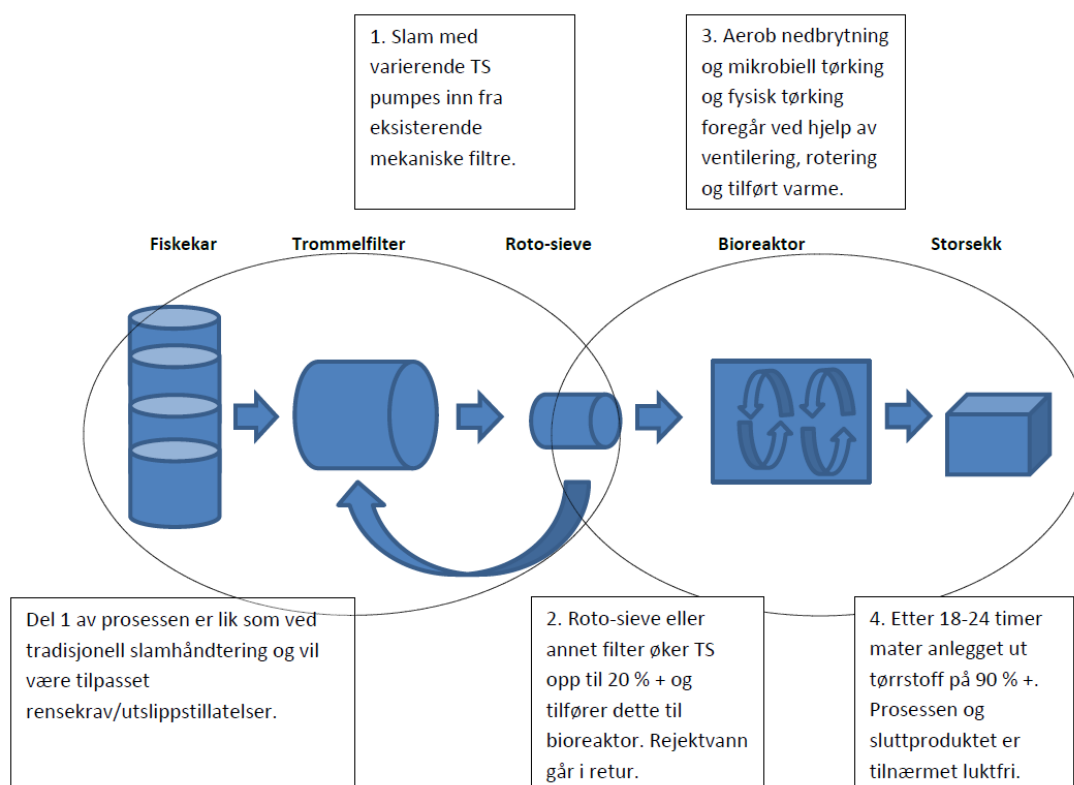 1. Slam med
varierende TS
pumpes inn fra
eksisterende
mekaniske filtre.
3. Aerob nedbrytning
og mikrobiell tørking
og fysisk tørking
foregår ved hjelp av
ventilering, rotering
og tilført varme.
Fiskekar
Trommelfilter
Roto-sieve
Bioreaktor
Storsekk
Del 1 av prosessen er lik som ved
tradisjonell slamhåndtering og vil
være tilpasset
rensekrav/utslippstillatelser.
2. Roto-sieve eller
annet filter øker TS
opp til 20 % + og
tilfører dette til
bioreaktor. Rejektvann
går i retur.
4. Etter 18-24 timer
mater anlegget ut
tørrstoff på 90 % +.
Prosessen og
sluttproduktet er
tilnærmet luktfri.